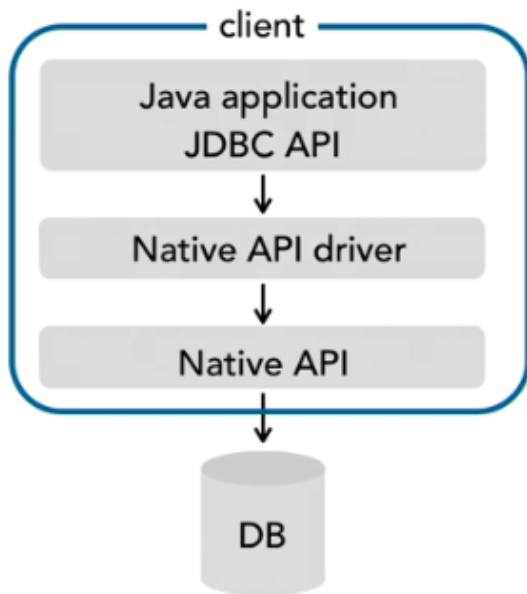 client
Java application
JDBC API
Native API driver
Native API
DB